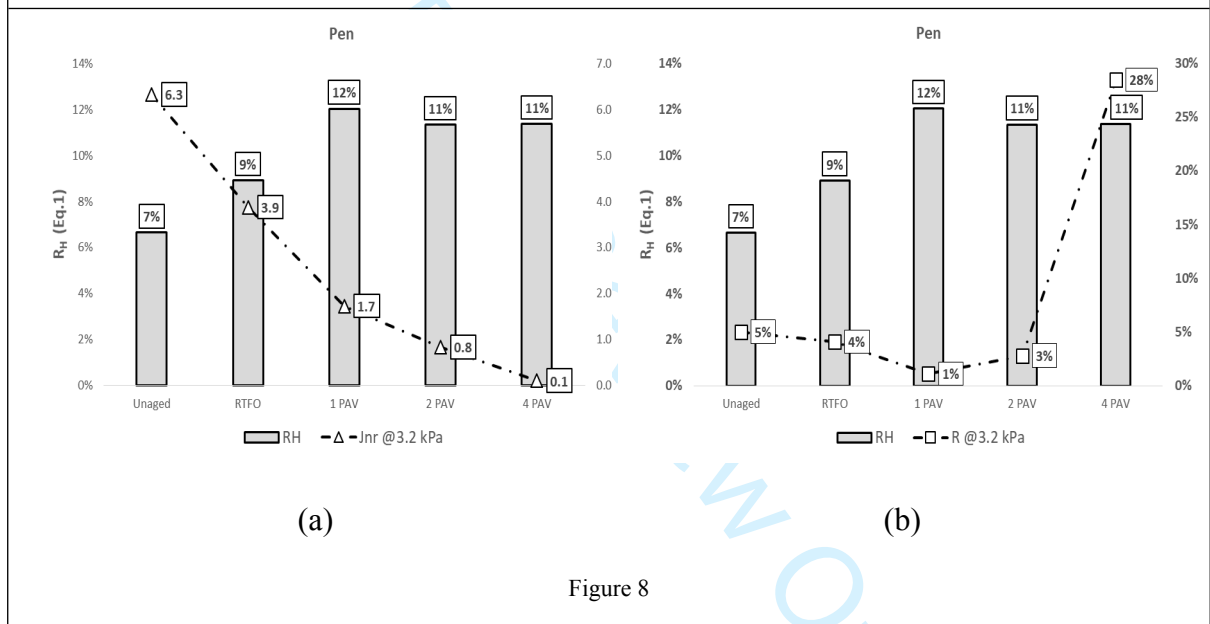 Pen
14% 12% 10% 8% 6% 4% 2% 0%
R_H (Eq.1)
7% 9% 12% 11% 11%
6.3 3.9 1.7 0.8 0.1
7.0 6.0 5.0 4.0 3.0 2.0 1.0 0.0
Unaged RTFO 1 PAV 2 PAV 4 PAV
RH Jnr @3.2 kPa
(a)
Pen
14% 12% 10% 8% 6% 4% 2% 0%
R_H (Eq.1)
7% 9% 12% 11% 11%
5% 4% 1% 3% 28%
30% 25% 20% 15% 10% 5% 0%
Unaged RTFO 1 PAV 2 PAV 4 PAV
RH R @3.2 kPa
(b)
Figure 8